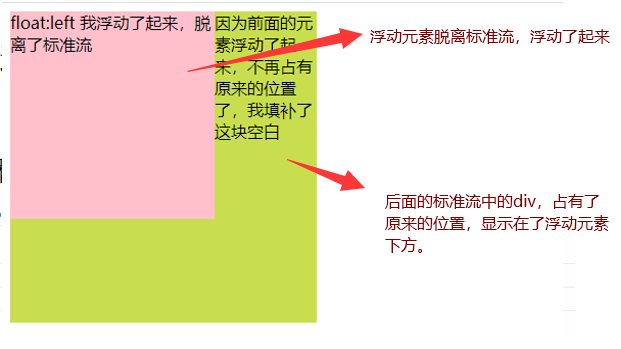 float:left 我浮动了起来，脱
离了标准流
因为前面的元
素浮动了起
来，不再占有
原来的位置
了，我填补了
这块空白
浮动元素脱离标准流，浮动了起来
后面的标准流中的div，占有了
原来的位置，显示在了浮动元素
下方。